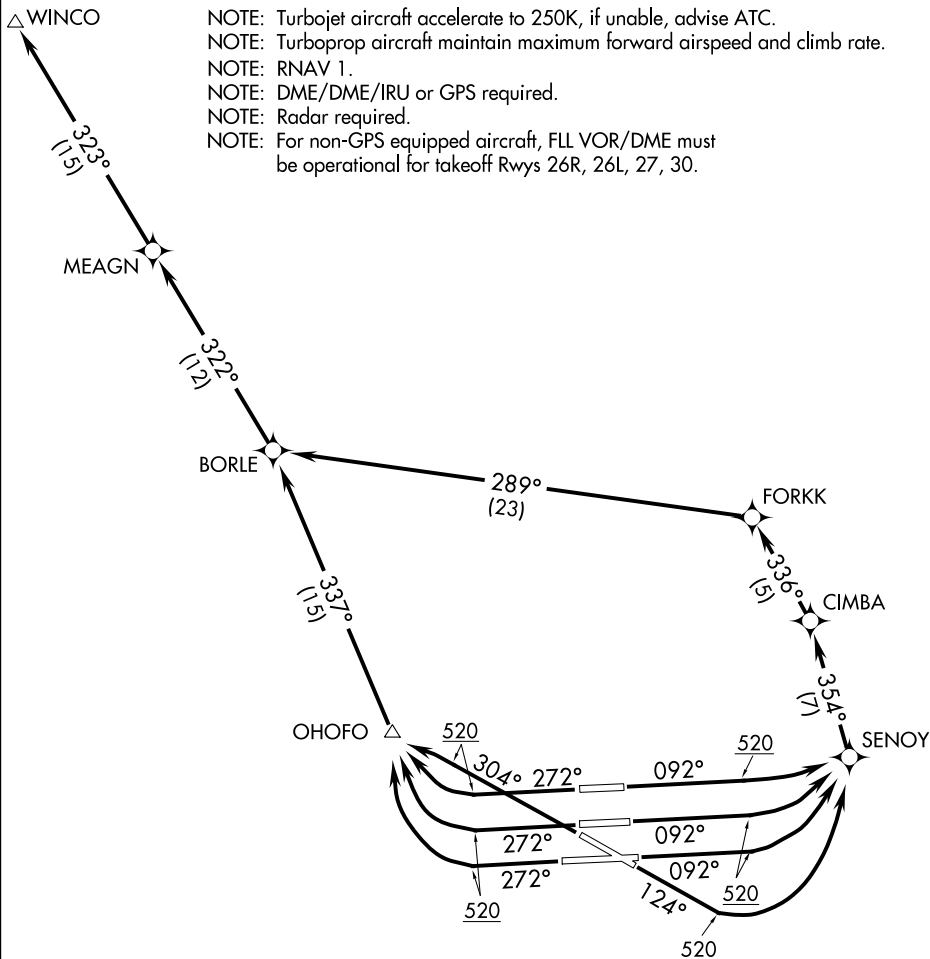 WINCO
NOTE: Turbojet aircraft accelerate to 250K, if unable, advise ATC.
NOTE: Turboprop aircraft maintain maximum forward airspeed and climb rate.
NOTE: RNAV 1.
NOTE: DME/DME/IRU or GPS required.
NOTE: Radar required.
NOTE: For non-GPS equipped aircraft, FLL VOR/DME must
be operational for takeoff Rwys 26R, 26L, 27, 30.
323°
(15)
MEAGN
322°
(12)
BORLE
289°
(23)
FORKK
336°
(5)
CIMBA
337°
(15)
354°
(7)
OHOFO
SENOY
520
520
304°
272°
092°
272°
092°
272°
092°
520
520
124°
520